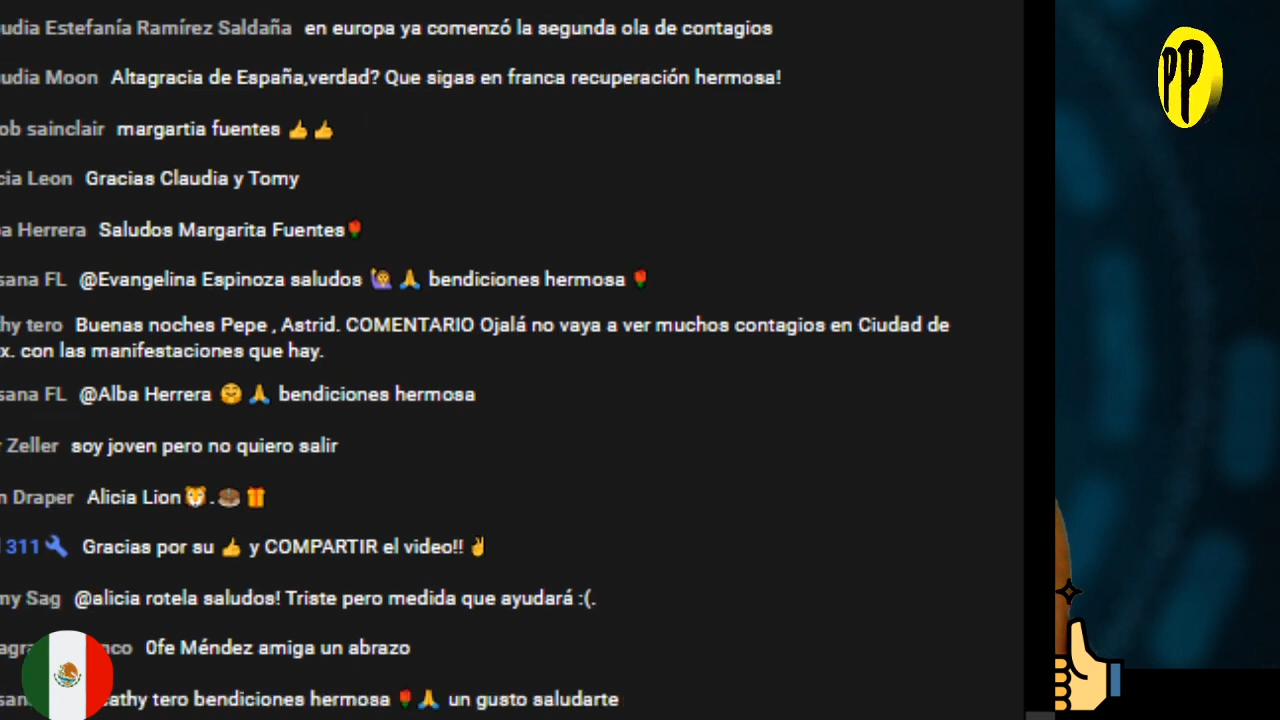 udia Estefanía Ramírez Saldaña en europa ya comenzó la segunda ola de contagios
PP
udia Moon Altagracia de España,verdad? Que sigas en franca recuperación hermosa!
ob sainclair margartia fuentes 👍👍
cia Leon Gracias Claudia y Tomy
a Herrera Saludos Margarita Fuentes🌹
sana FL @Evangelina Espinoza saludos 🙋🙏 bendiciones hermosa🌹
hy tero Buenas noches Pepe , Astrid. COMENTARIO Ojalá no vaya a ver muchos contagios en Ciudad de
x. con las manifestaciones que hay.
sana FL @Alba Herrera 🤗🙏 bendiciones hermosa
Zeller soy joven pero no quiero salir
n Draper Alicia Lion🦁.🎂🎁
311🔧 Gracias por su 👍 y COMPARTIR el video!! ✌
my Sag @alicia rotela saludos! Triste pero medida que ayudará :(.
agra nco 0fe Méndez amiga un abrazo
san athy tero bendiciones hermosa🌹🙏 un gusto saludarte